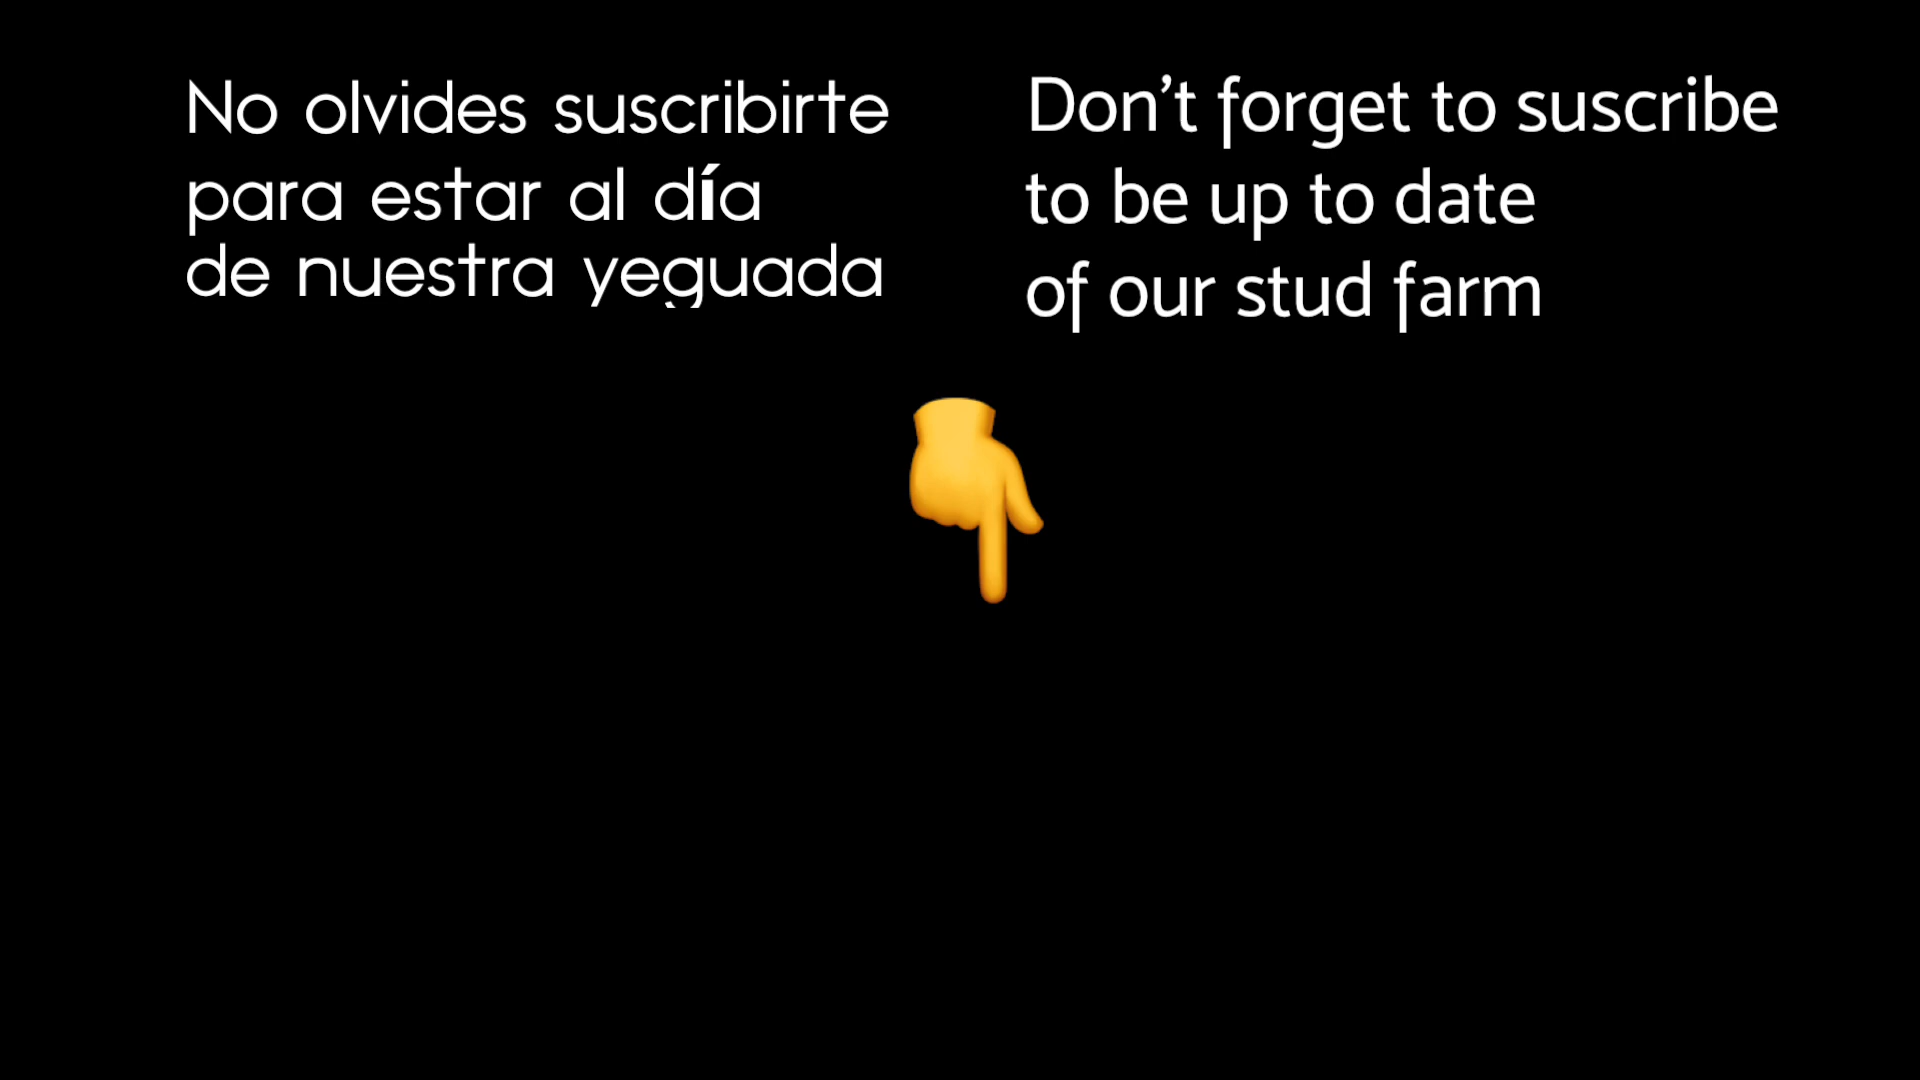 No olvides suscribirte
para estar al día
de nuestra yeguada
Don't forget to suscribe
to be up to date
of our stud farm